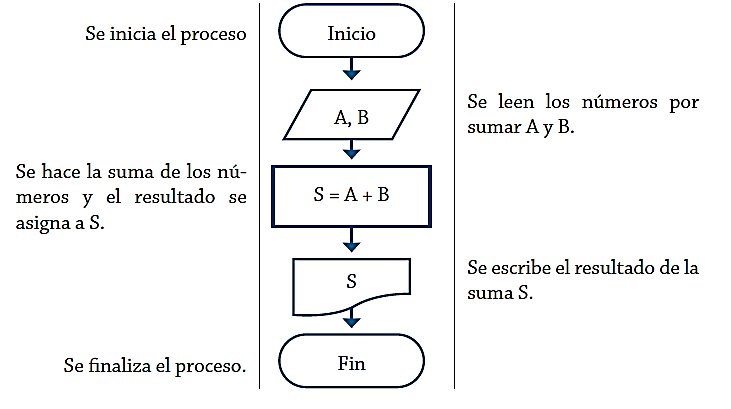 Se inicia el proceso
Inicio
A, B
Se leen los números por
sumar A y B.
Se hace la suma de los nú-
meros y el resultado se
asigna a S.
S = A + B
S
Se escribe el resultado de la
suma S.
Se finaliza el proceso.
Fin